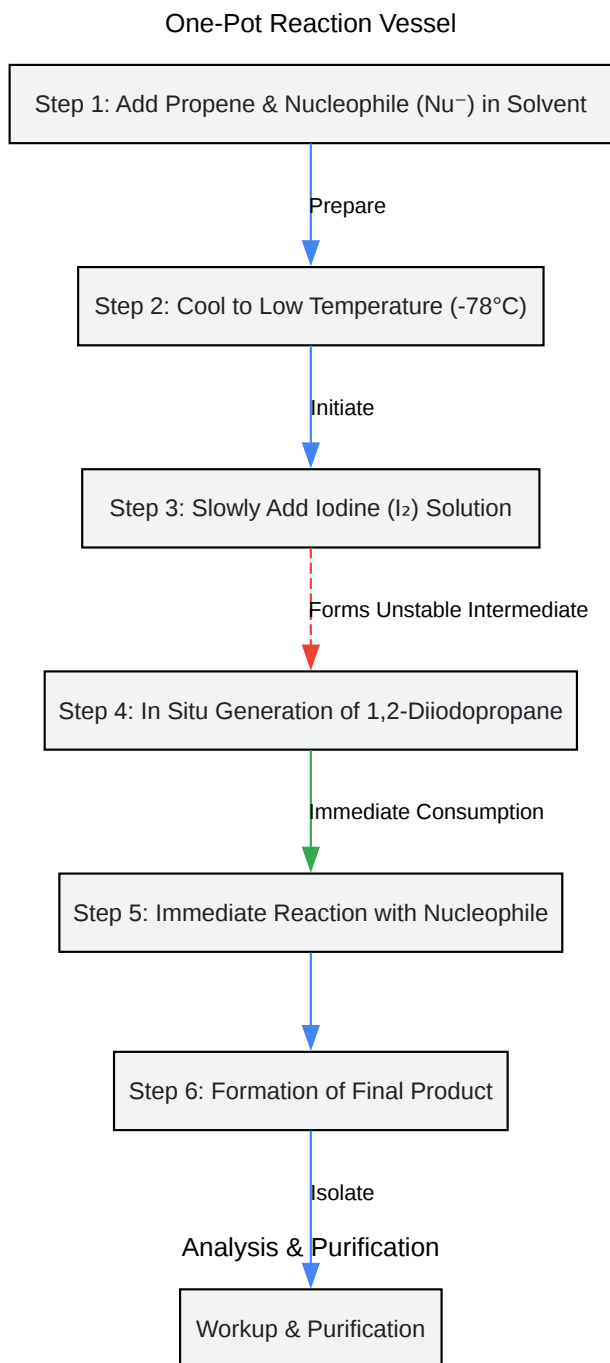 One-Pot Reaction Vessel
Step 1: Add Propene & Nucleophile (Nu⁻) in Solvent
Prepare
Step 2: Cool to Low Temperature (-78°C)
Initiate
Step 3: Slowly Add Iodine (I₂) Solution
Forms Unstable Intermediate
Step 4: In Situ Generation of 1,2-Diiodopropane
Immediate Consumption
Step 5: Immediate Reaction with Nucleophile
Step 6: Formation of Final Product
Isolate
Analysis & Purification
Workup & Purification